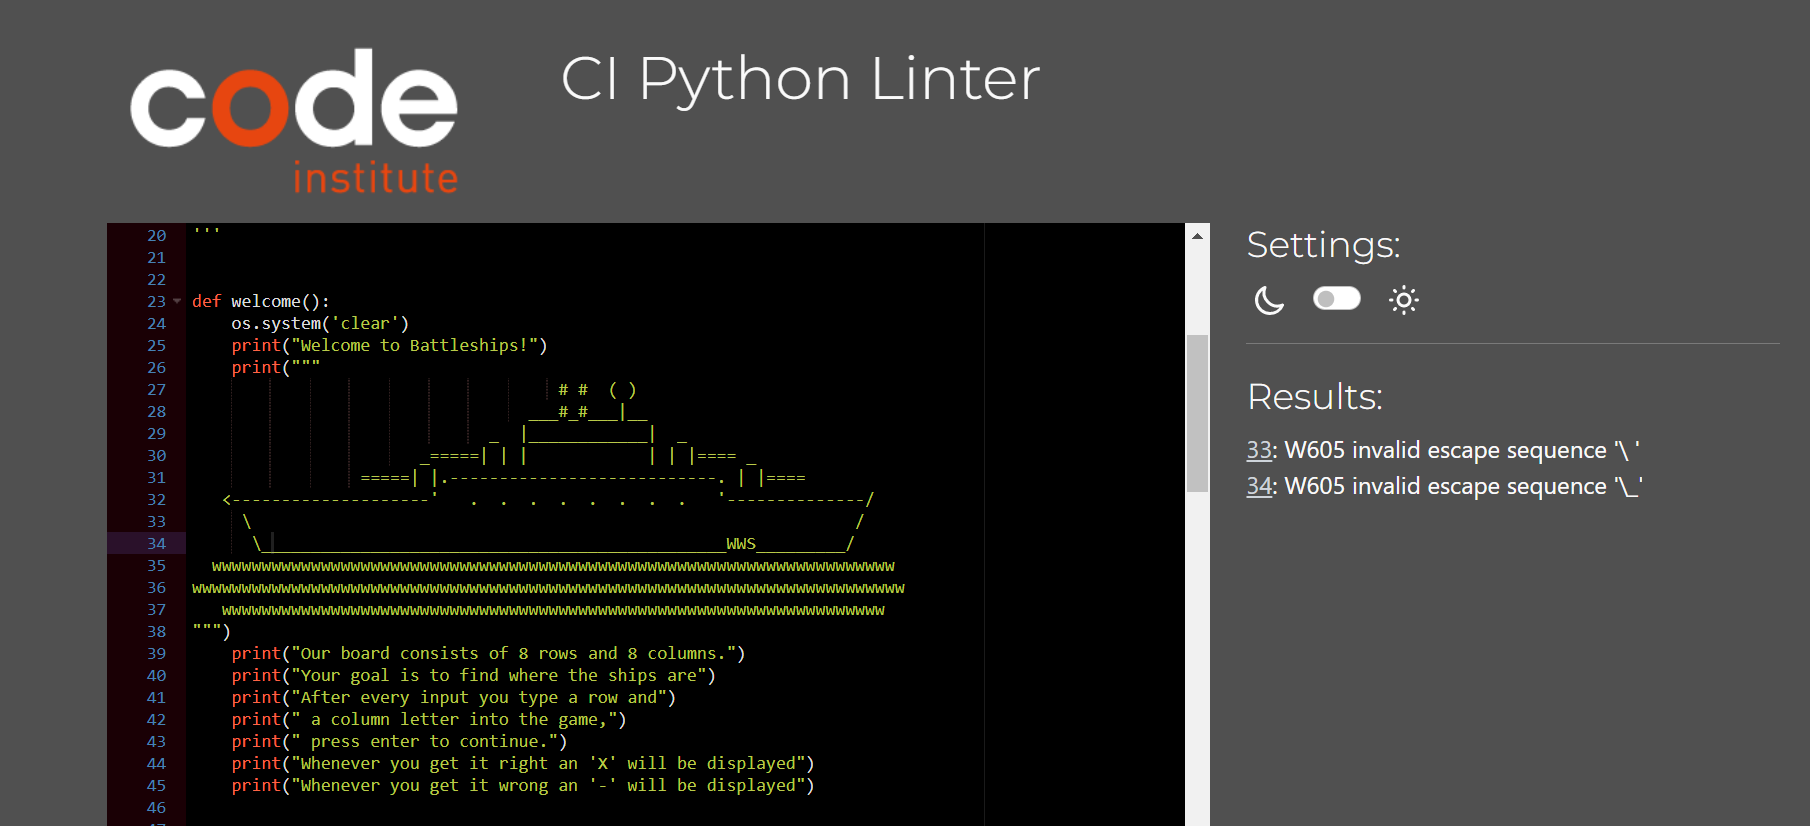 code
institute
CI Python Linter
20 '''
21
22
23 def welcome():
24     os.system('clear')
25     print("Welcome to Battleships!")
26     print("""
27                                      # #  ( )
28                                   ___#_#___|__
29                               _  |____________|  _
30                        _=====| | |            | | |==== _
31                  =====| |.---------------------------. | |====
32    <--------------------'   .  .  .  .  .  .  .  .   '--------------/
33      \                                                             /
34       \_______________________________________________WWS_________/
35   wwwwwwwwwwwwwwwwwwwwwwwwwwwwwwwwwwwwwwwwwwwwwwwwwwwwwwwwwwwwwwwwwwwww
36 wwwwwwwwwwwwwwwwwwwwwwwwwwwwwwwwwwwwwwwwwwwwwwwwwwwwwwwwwwwwwwwwwwwwwwww
37    wwwwwwwwwwwwwwwwwwwwwwwwwwwwwwwwwwwwwwwwwwwwwwwwwwwwwwwwwwwwwwwwwww
38 """)
39     print("Our board consists of 8 rows and 8 columns.")
40     print("Your goal is to find where the ships are")
41     print("After every input you type a row and")
42     print(" a column letter into the game,")
43     print(" press enter to continue.")
44     print("Whenever you get it right an 'X' will be displayed")
45     print("Whenever you get it wrong an '-' will be displayed")
46
Settings:
Results:
33: W605 invalid escape sequence '\ '
34: W605 invalid escape sequence '\_'